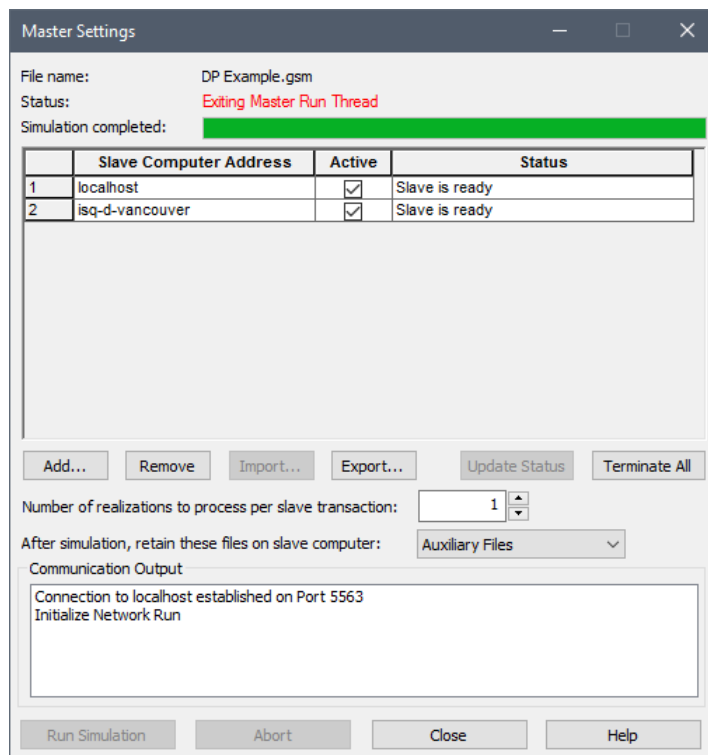 Master Settings
File name: DP Example.gsm
Status: Exiting Master Run Thread
Simulation completed:
Slave Computer Address Active Status
1 localhost Slave is ready
2 isq-d-vancouver Slave is ready
Add... Remove Import... Export... Update Status Terminate All
Number of realizations to process per slave transaction: 1
After simulation, retain these files on slave computer: Auxiliary Files
Communication Output
Connection to localhost established on Port 5563
Initialize Network Run
Run Simulation Abort Close Help